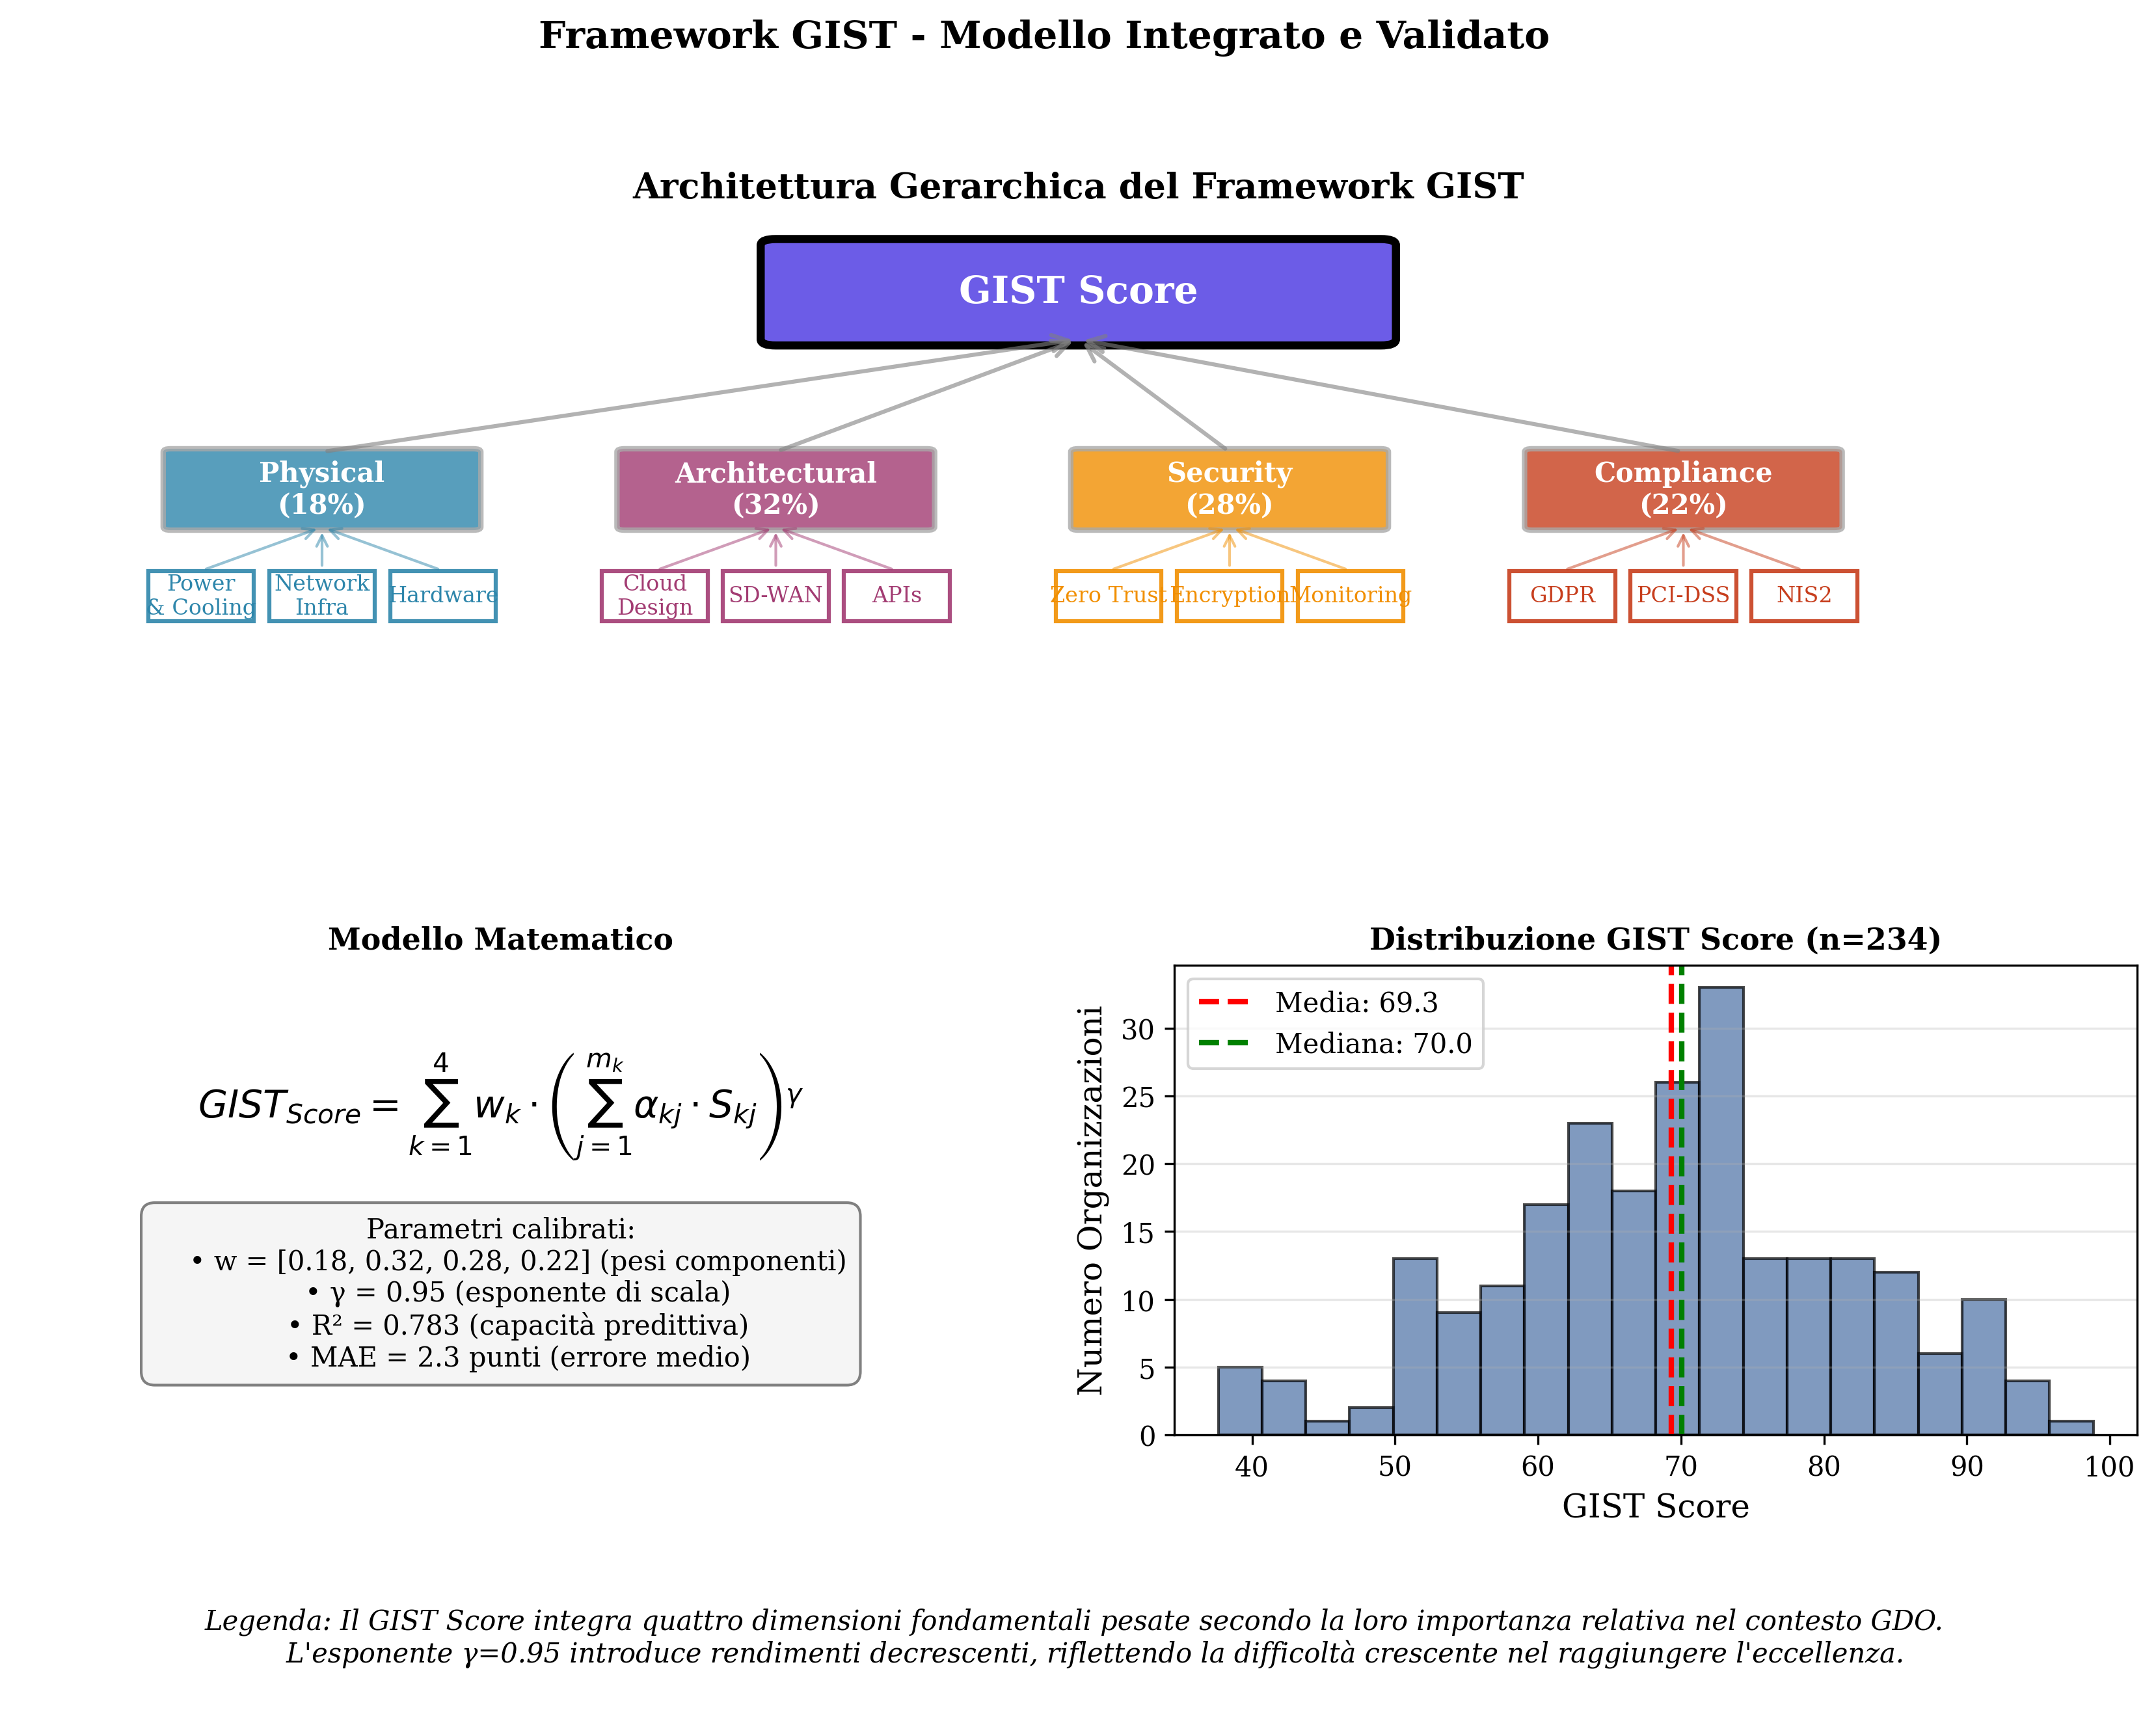 Framework GIST - Modello Integrato e Validato
Architettura Gerarchica del Framework GIST
GIST Score
Physical
(18%)
Architectural
(32%)
Security
(28%)
Compliance
(22%)
Power
& Cooling
Network
Infra
Hardware
Cloud
Design
SD-WAN
APIs
Zero Trust
Encryption
Monitoring
GDPR
PCI-DSS
NIS2
Modello Matematico
GIST_{Score} = \sum_{k=1}^{4} w_k · ( \sum_{j=1}^{m_k} α_{kj} · S_{kj} )^γ
Parametri calibrati:
• w = [0.18, 0.32, 0.28, 0.22] (pesi componenti)
• γ = 0.95 (esponente di scala)
• R² = 0.783 (capacità predittiva)
• MAE = 2.3 punti (errore medio)
Distribuzione GIST Score (n=234)
Media: 69.3
Mediana: 70.0
Numero Organizzazioni
30
25
20
15
10
5
0
40 50 60 70 80 90 100
GIST Score
Legenda: Il GIST Score integra quattro dimensioni fondamentali pesate secondo la loro importanza relativa nel contesto GDO.
L'esponente γ=0.95 introduce rendimenti decrescenti, riflettendo la difficoltà crescente nel raggiungere l'eccellenza.